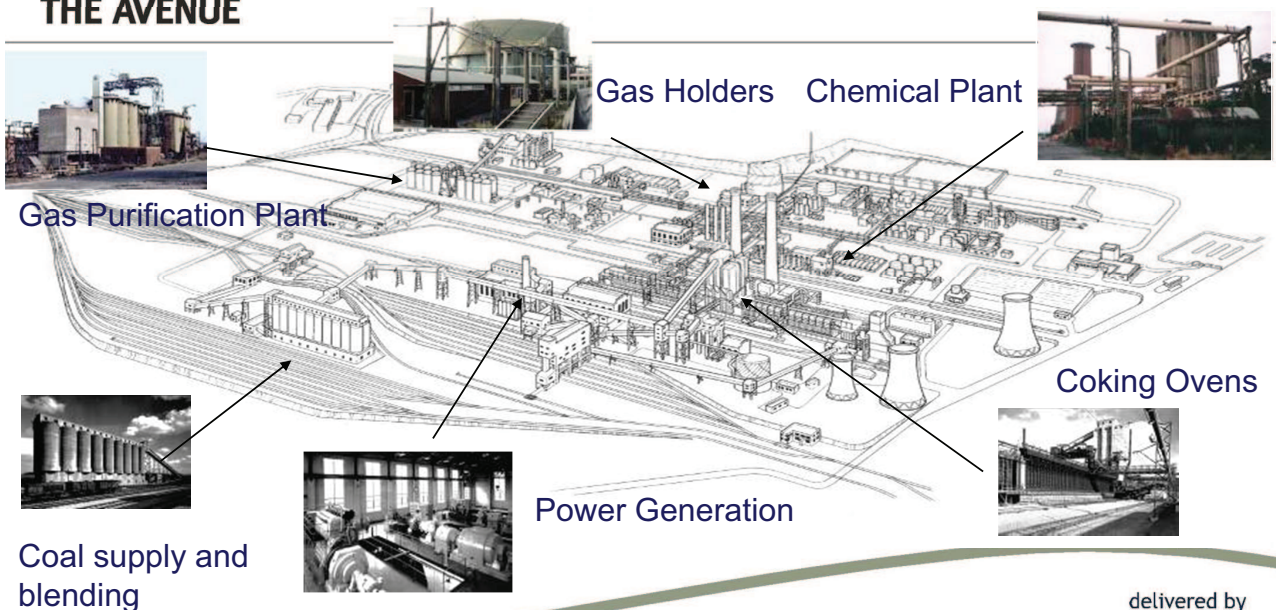 THE AVENUE
Gas Holders
Chemical Plant
Gas Purification Plant
Coking Ovens
Power Generation
Coal supply and
blending
delivered by